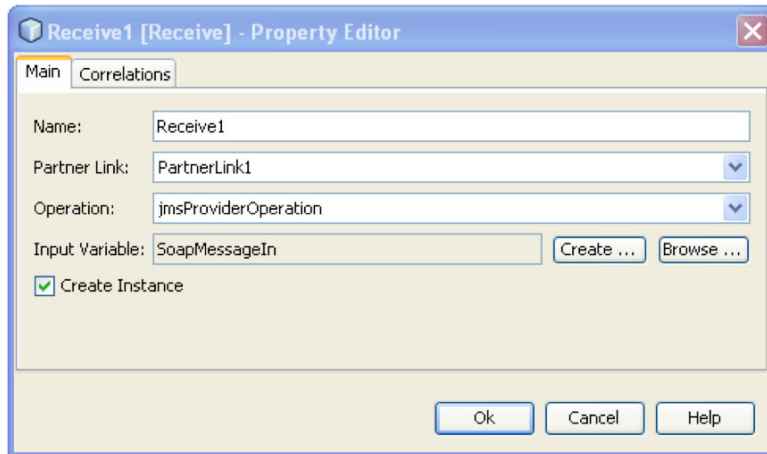 Receive1 [Receive] - Property Editor
Main Correlations
Name: Receive1
Partner Link: PartnerLink1
Operation: jmsProviderOperation
Input Variable: SoapMessageIn Create ... Browse ...
Create Instance
Ok Cancel Help